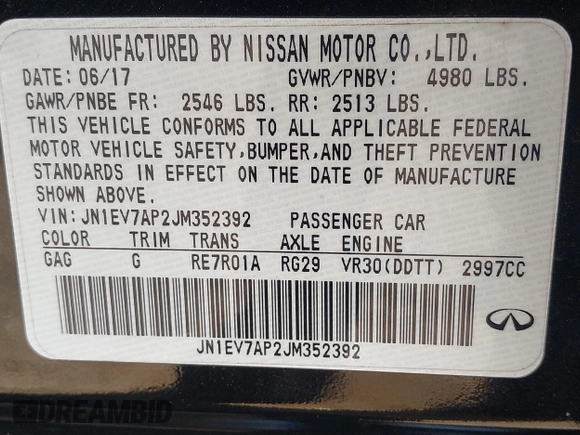 MANUFACTURED BY NISSAN MOTOR CO.,LTD.
DATE: 06/17 GVWR/PNBV: 4980 LBS.
GAWR/PNBE FR: 2546 LBS. RR: 2513 LBS.
THIS VEHICLE CONFORMS TO ALL APPLICABLE FEDERAL
MOTOR VEHICLE SAFETY,BUMPER,AND THEFT PREVENTION
STANDARDS IN EFFECT ON THE DATE OF MANUFACTURE
SHOWN ABOVE.
VIN: JN1EV7AP2JM352392 PASSENGER CAR
COLOR TRIM TRANS AXLE ENGINE
GAG G RE7R01A RG29 VR30(DDTT) 2997CC
JN1EV7AP2JM352392
DREAMBID